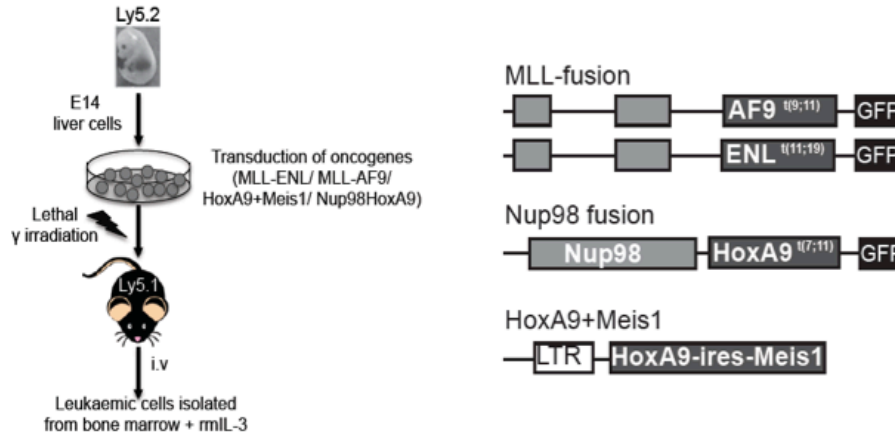 Ly5.2
E14
liver cells
Transduction of oncogenes
(MLL-ENL/ MLL-AF9/
HoxA9+Meis1/ Nup98HoxA9)
Lethal
γ irradiation
Ly5.1
i.v
Leukaemic cells isolated
from bone marrow + rmIL-3
MLL-fusion
AF9 t(9;11) GFP
ENL t(11;19) GFP
Nup98 fusion
Nup98 HoxA9 t(7;11) GFP
HoxA9+Meis1
LTR HoxA9-ires-Meis1